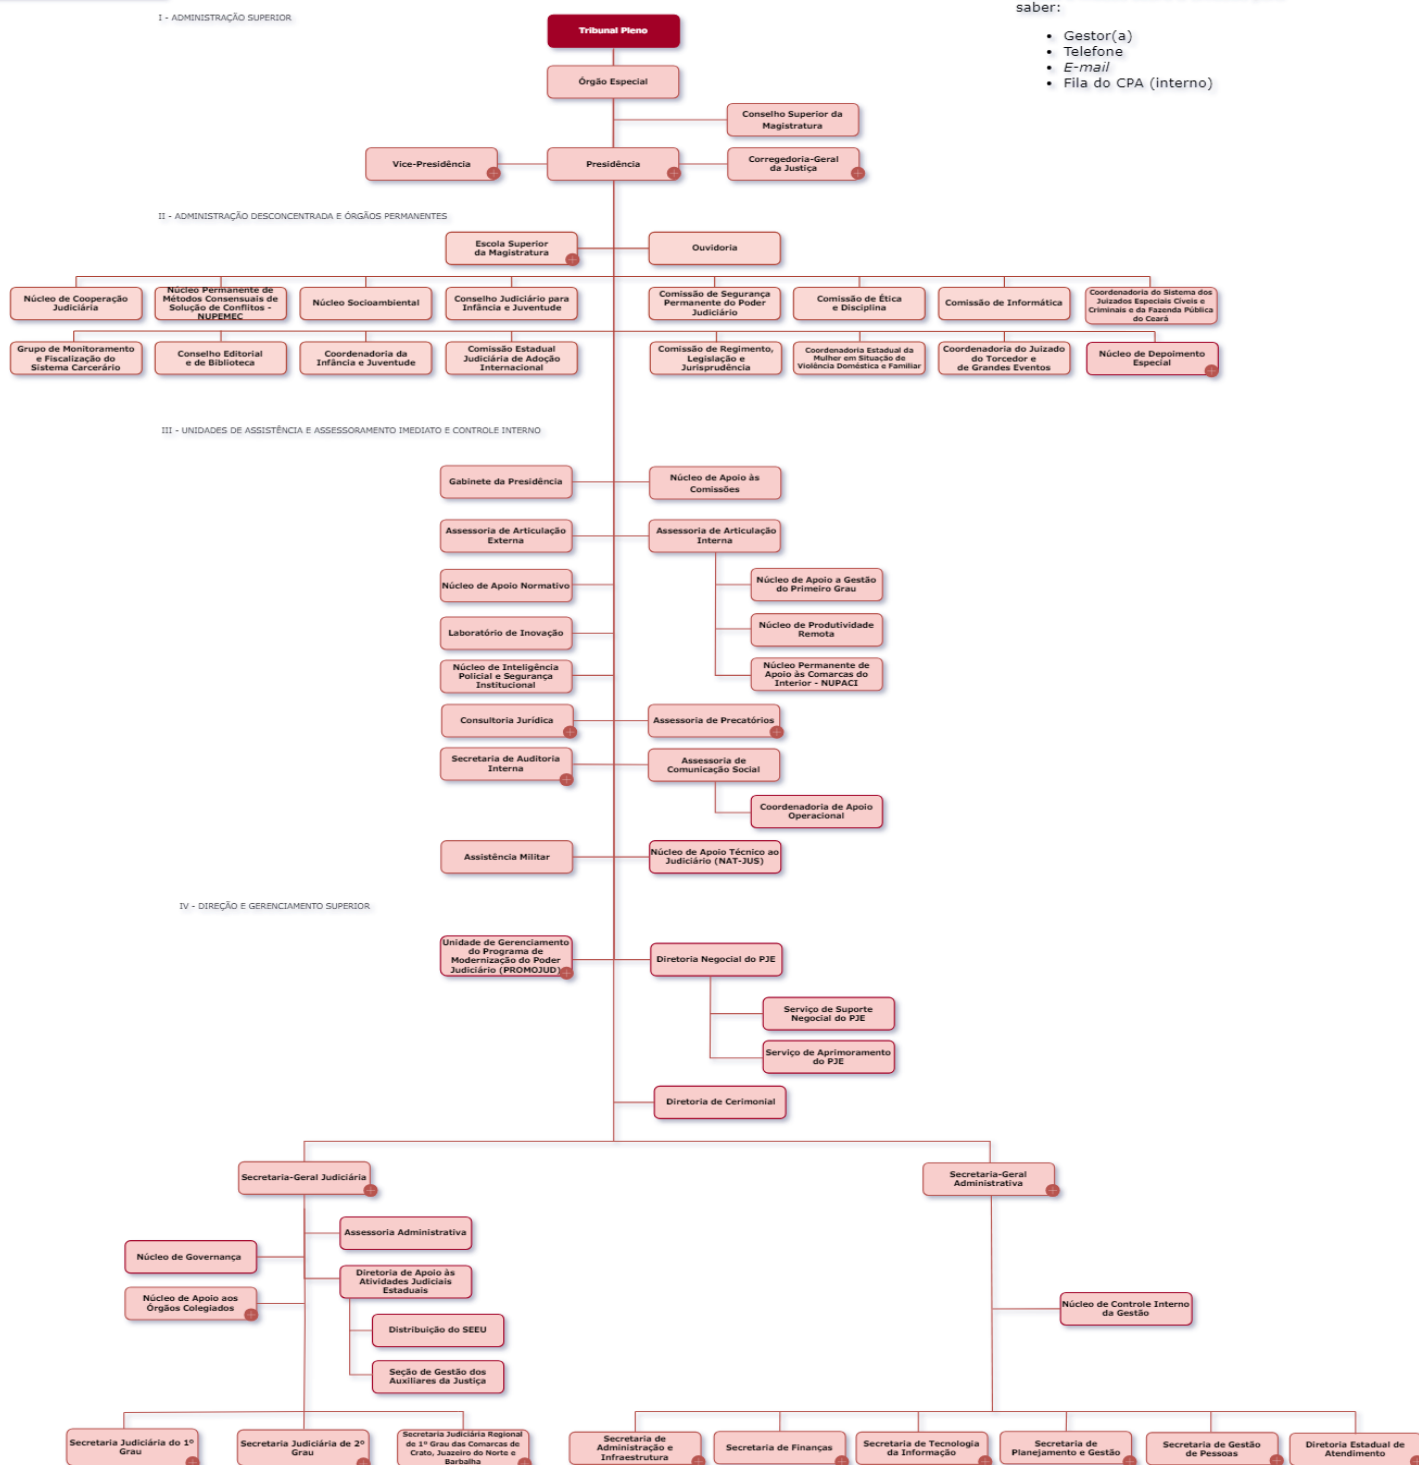 saber:
Gestor(a)
Telefone
E-mail
Fila do CPA (interno)
I - ADMINISTRAÇÃO SUPERIOR
Tribunal Pleno
Órgão Especial
Conselho Superior da
Magistratura
Vice-Presidência
Presidência
Corregedoria-Geral
da Justiça
II - ADMINISTRAÇÃO DESCONCENTRADA E ÓRGÃOS PERMANENTES
Escola Superior
da Magistratura
Ouvidoria
Núcleo de Cooperação
Judiciária
Núcleo Permanente de
Métodos Consensuais de
Solução de Conflitos -
NUPEMEC
Núcleo Socioambiental
Conselho Judiciário para
Infância e Juventude
Comissão de Segurança
Permanente do Poder
Judiciário
Comissão de Ética
e Disciplina
Comissão de Informática
Coordenadoria do Sistema dos
Juizados Especiais Cíveis e
Criminais e da Fazenda Pública
do Ceará
Grupo de Monitoramento
e Fiscalização do
Sistema Carcerário
Conselho Editorial
e de Biblioteca
Coordenadoria da
Infância e Juventude
Comissão Estadual
Judiciária de Adoção
Internacional
Comissão de Regimento,
Legislação e
Jurisprudência
Coordenadoria Estadual da
Mulher em Situação de
Violência Doméstica e Familiar
Coordenadoria do Juizado
do Torcedor e
de Grandes Eventos
Núcleo de Depoimento
Especial
III - UNIDADES DE ASSISTÊNCIA E ASSESSORAMENTO IMEDIATO E CONTROLE INTERNO
Gabinete da Presidência
Núcleo de Apoio às
Comissões
Assessoria de Articulação
Externa
Assessoria de Articulação
Interna
Núcleo de Apoio Normativo
Núcleo de Apoio a Gestão
do Primeiro Grau
Laboratório de Inovação
Núcleo de Produtividade
Remota
Núcleo de Inteligência
Policial e Segurança
Institucional
Núcleo Permanente de
Apoio às Comarcas do
Interior - NUPACI
Consultoria Jurídica
Assessoria de Precatórios
Secretaria de Auditoria
Interna
Assessoria de
Comunicação Social
Coordenadoria de Apoio
Operacional
Assistência Militar
Núcleo de Apoio Técnico ao
Judiciário (NAT-JUS)
IV - DIREÇÃO E GERENCIAMENTO SUPERIOR
Unidade de Gerenciamento
do Programa de
Modernização do Poder
Judiciário (PROMOJUD)
Diretoria Negocial do PJE
Serviço de Suporte
Negocial do PJE
Serviço de Aprimoramento
do PJE
Diretoria de Cerimonial
Secretaria-Geral Judiciária
Secretaria-Geral
Administrativa
Assessoria Administrativa
Núcleo de Governança
Diretoria de Apoio às
Atividades Judiciais
Estaduais
Núcleo de Apoio aos
Órgãos Colegiados
Núcleo de Controle Interno
da Gestão
Distribuição do SEEU
Seção de Gestão dos
Auxiliares da Justiça
Secretaria Judiciária do 1º
Grau
Secretaria Judiciária de 2º
Grau
Secretaria Judiciária Regional
de 1º Grau das Comarcas de
Crato, Juazeiro do Norte e
Barbalha
Secretaria de
Administração e
Infraestrutura
Secretaria de Finanças
Secretaria de Tecnologia
da Informação
Secretaria de
Planejamento e Gestão
Secretaria de Gestão
de Pessoas
Diretoria Estadual de
Atendimento